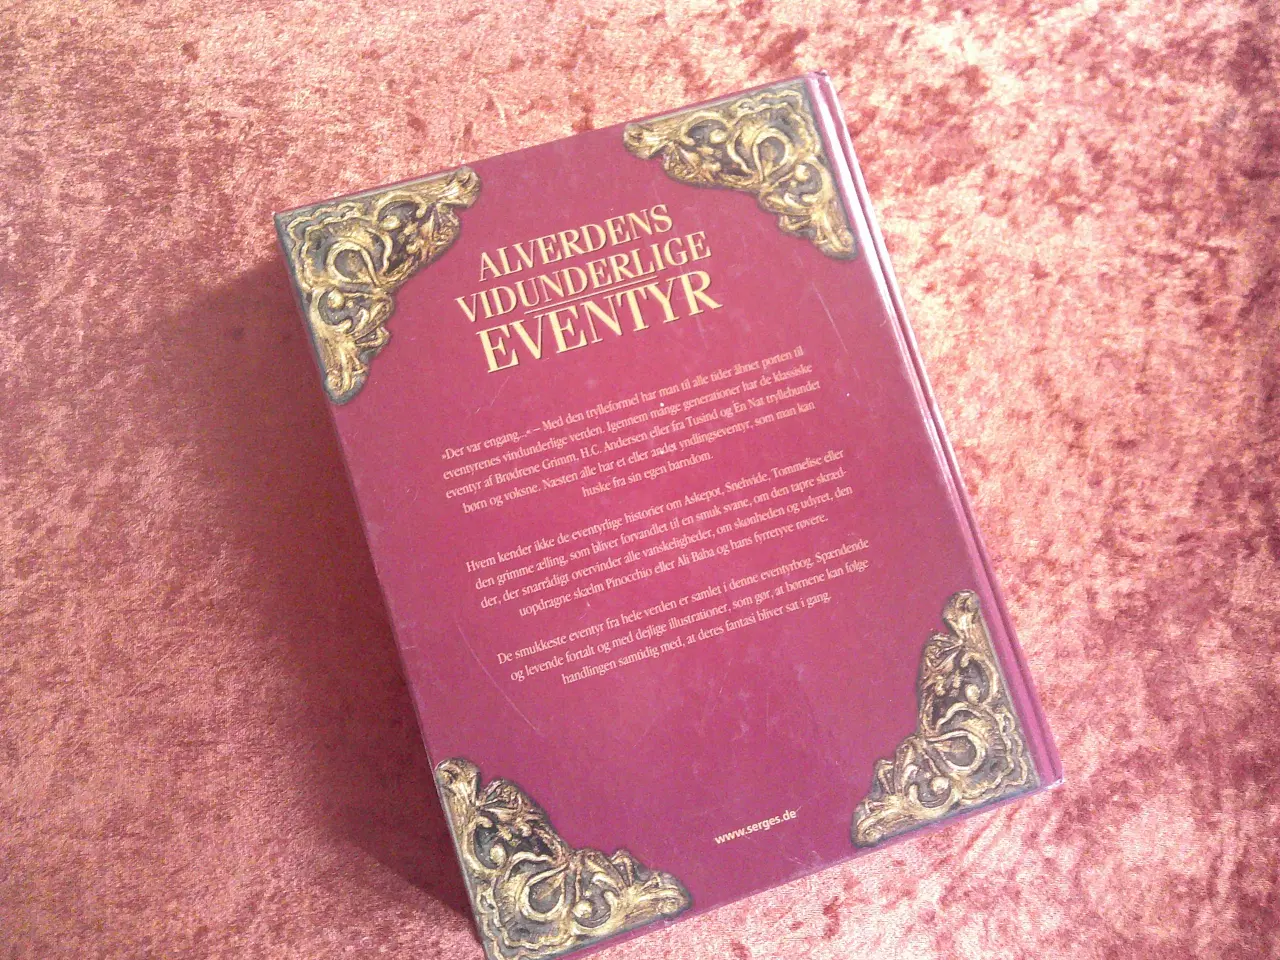 ALVERDENS
VIDUNDERLIGE
EVENTYR
»Der var engang...« – Med den trylleformel har man til alle tider åbnet porten til
eventyrenes vindunderlige verden. Igennem mange generationer har de klassiske
eventyr af Brødrene Grimm, H.C. Andersen eller fra Tusind og En Nat tryllebundet
børn og voksne. Næsten alle har et eller andet yndlingseventyr, som man kan
huske fra sin egen barndom.
Hvem kender ikke de eventyrlige historier om Askepot, Snehvide, Tommelise eller
den grimme ælling, som bliver forvandlet til en smuk svane, om den tapre skræd-
der, der snarrådigt overvinder alle vanskeligheder, om skønheden og udyret, den
uopdragne skælm Pinocchio eller Ali Baba og hans fyrretyve røvere.
De smukkeste eventyr fra hele verden er samlet i denne eventyrbog. Spændende
og levende fortalt og med dejlige illustrationer, som gør, at børnene kan følge
handlingen samtidig med, at deres fantasi bliver sat i gang.
www.serges.de